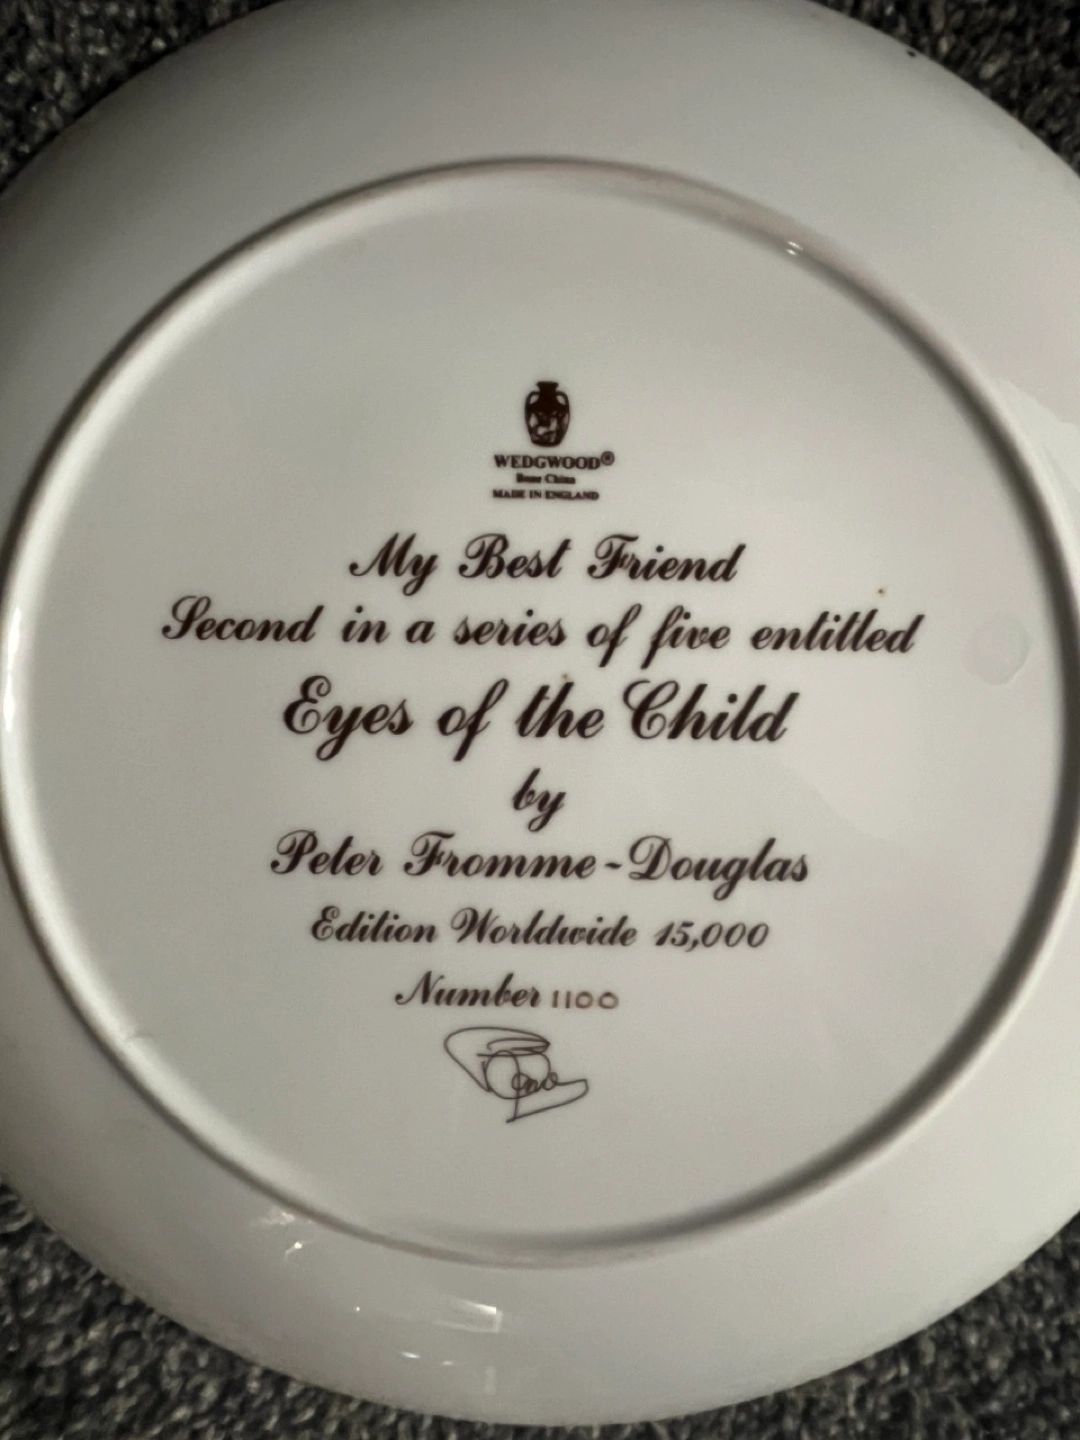 WEDGWOOD®
Bone China
MADE IN ENGLAND
My Best Friend
Second in a series of five entitled
Eyes of the Child
by
Peter Fromme-Douglas
Edition Worldwide 15,000
Number 1100